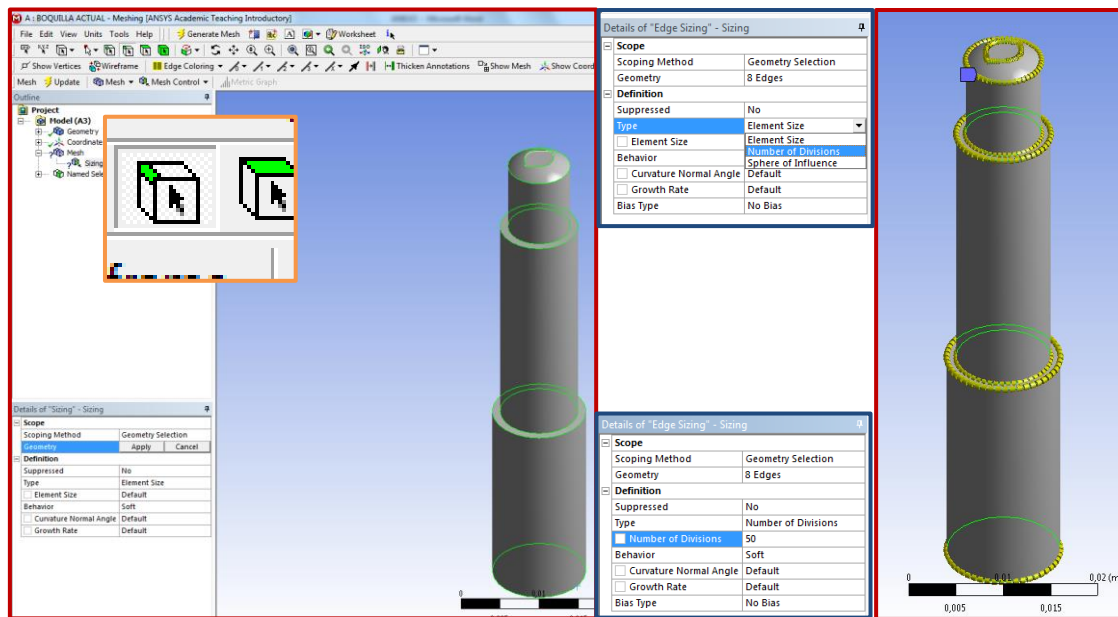 A : BOQUILLA ACTUAL - Meshing [ANSYS Academic Teaching Introductory]
File Edit View Units Tools Help Generate Mesh Worksheet
Show Vertices Wireframe Edge Coloring Thicken Annotations Show Mesh Show Coord
Mesh Update Mesh Mesh Control Metric Graph
Outline
Project
Model (A3)
Geometry
Coordinate
Mesh
Sizing
Named Sele
Details of "Sizing" - Sizing
Scope
Scoping Method Geometry Selection
Geometry Apply Cancel
Definition
Suppressed No
Type Element Size
Element Size Default
Behavior Soft
Curvature Normal Angle Default
Growth Rate Default
0 0,01
Details of "Edge Sizing" - Sizing
Scope
Scoping Method Geometry Selection
Geometry 8 Edges
Definition
Suppressed No
Type Element Size
Element Size Element Size
Number of Divisions
Behavior Sphere of Influence
Curvature Normal Angle Default
Growth Rate Default
Bias Type No Bias
Details of "Edge Sizing" - Sizing
Scope
Scoping Method Geometry Selection
Geometry 8 Edges
Definition
Suppressed No
Type Number of Divisions
Number of Divisions 50
Behavior Soft
Curvature Normal Angle Default
Growth Rate Default
Bias Type No Bias
0 0,01 0,02 (m
0,005 0,015